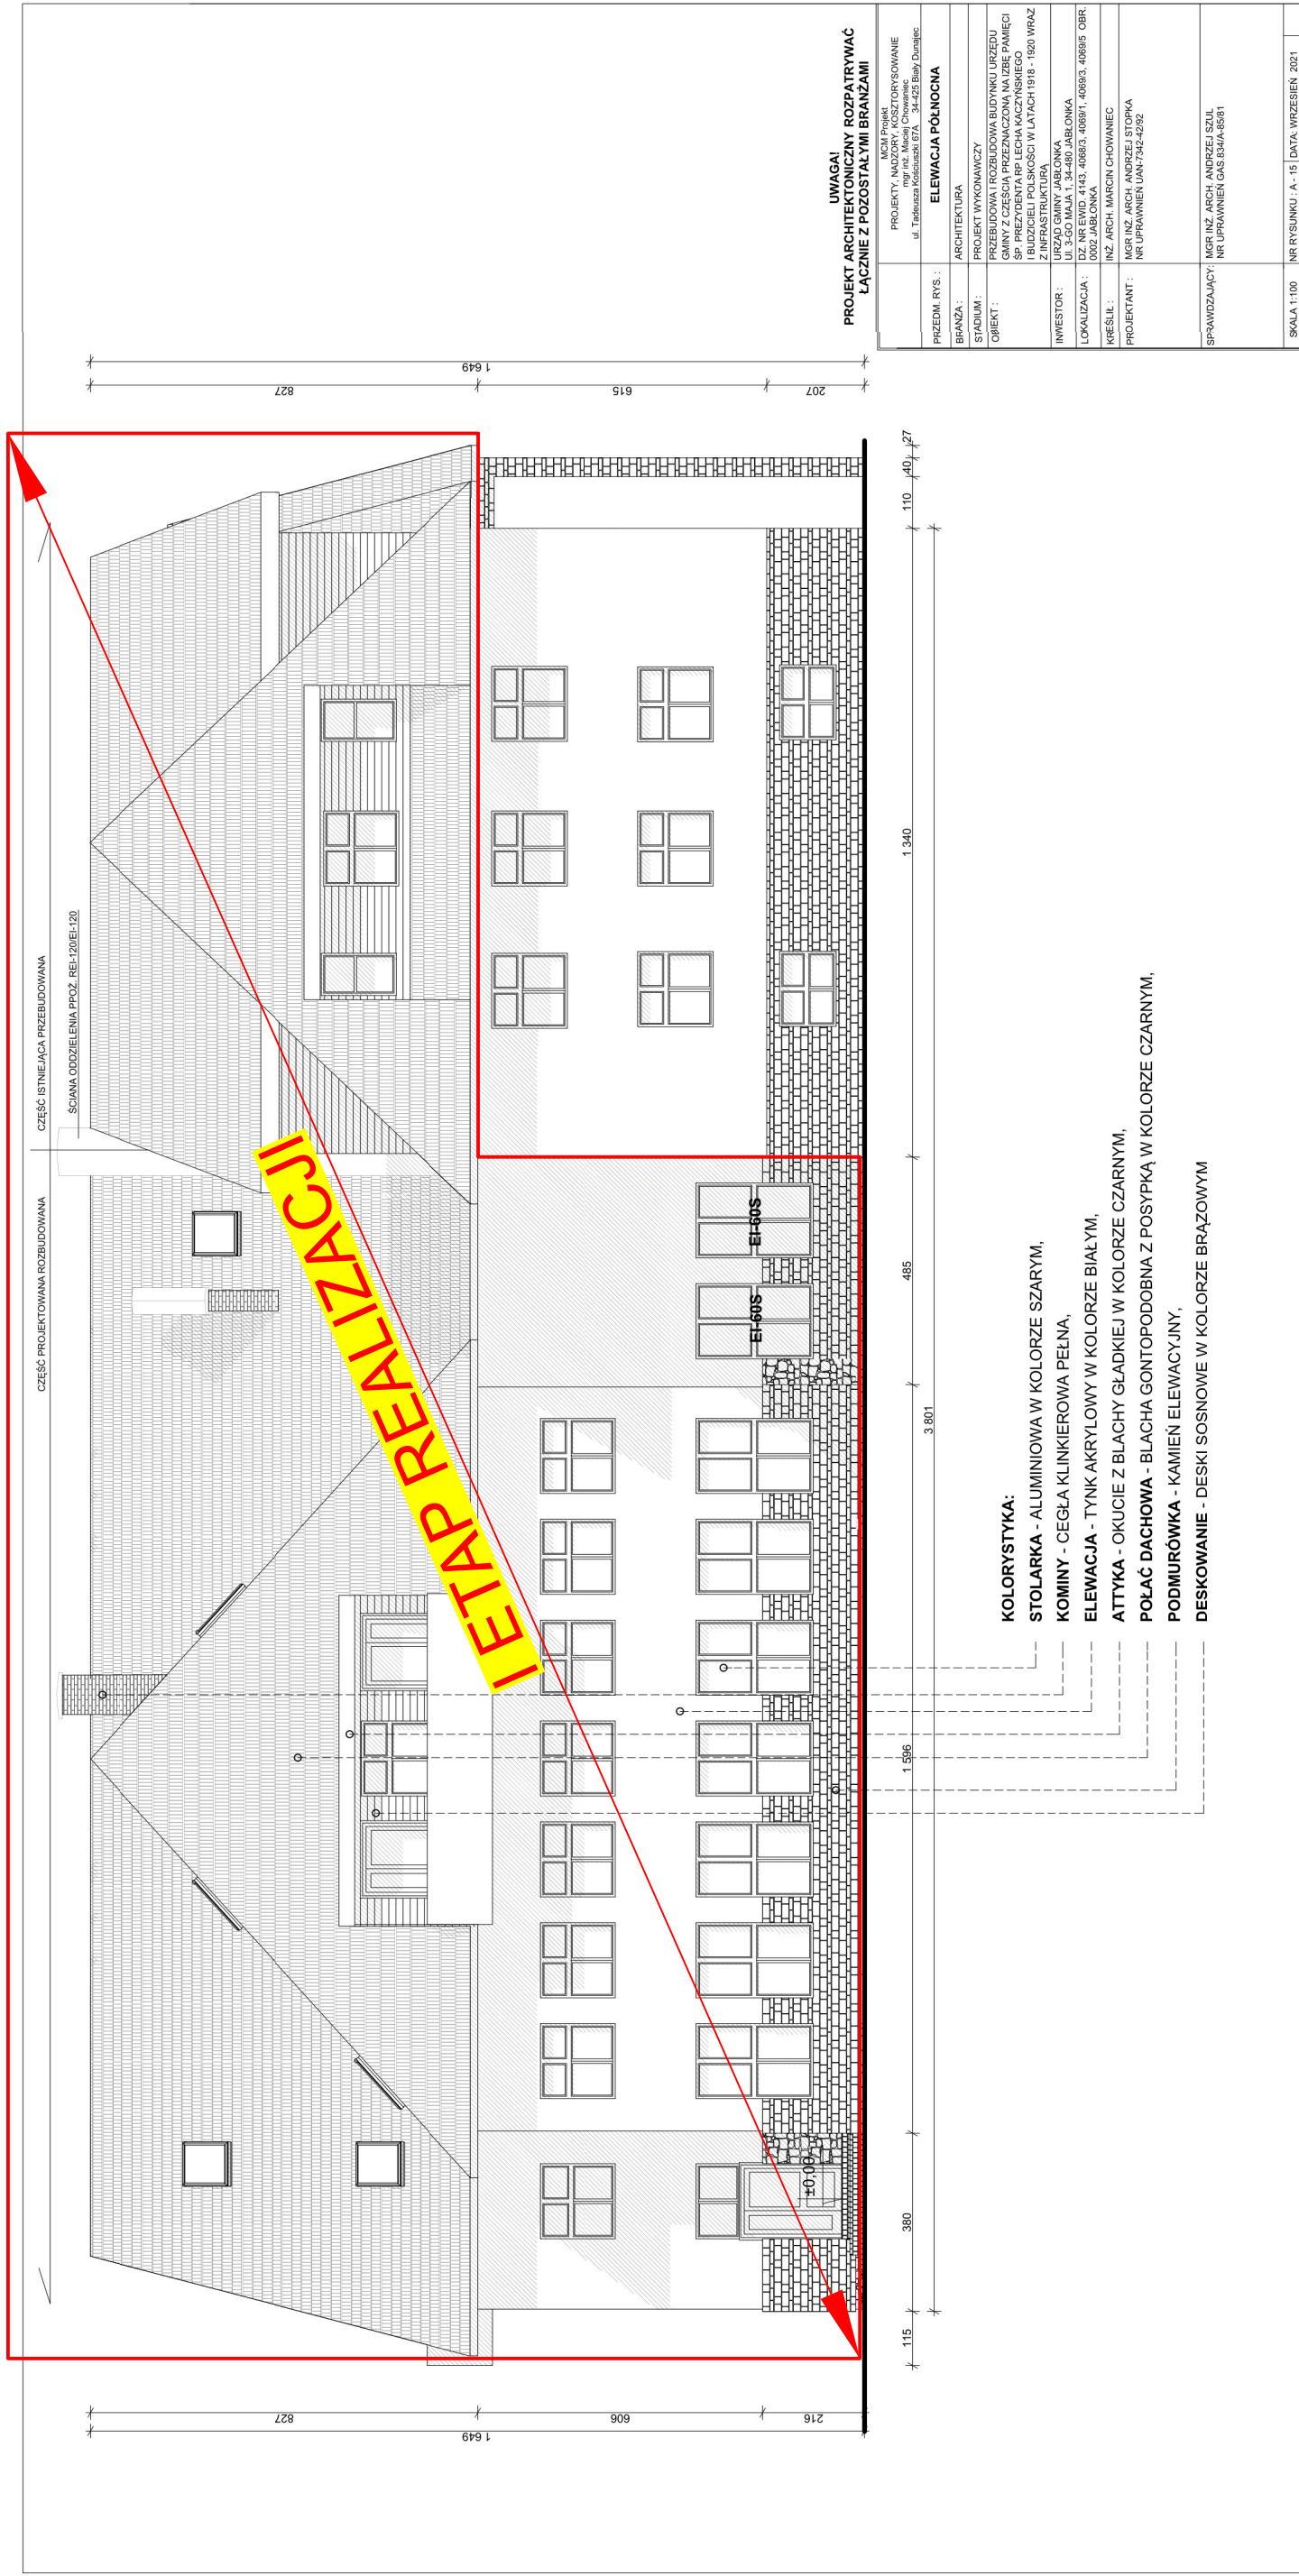 CZĘŚĆ PROJEKTOWANA ROZBUDOWANA
CZĘŚĆ ISTNIEJĄCA PRZEBUDOWANA
ŚCIANA ODDZIELENIA PPOŻ. REI-120/EI-120
I ETAP REALIZACJI
1 649
827
606
216
1 649
827
615
207
EI-60S
EI-60S
±0,00
115
380
1 596
485
1 340
110
40
27
3 801
KOLORYSTYKA:
STOLARKA - ALUMINIOWA W KOLORZE SZARYM,
KOMINY - CEGŁA KLINKIEROWA PEŁNA,
ELEWACJA - TYNK AKRYLOWY W KOLORZE BIAŁYM,
ATTYKA - OKUCIE Z BLACHY GŁADKIEJ W KOLORZE CZARNYM,
POŁAĆ DACHOWA - BLACHA GONTOPODOBNA Z POSYPKĄ W KOLORZE CZARNYM,
PODMURÓWKA - KAMIEŃ ELEWACYJNY,
DESKOWANIE - DESKI SOSNOWE W KOLORZE BRĄZOWYM
UWAGA!
PROJEKT ARCHITEKTONICZNY ROZPATRYWAĆ
ŁĄCZNIE Z POZOSTAŁYMI BRANŻAMI
MCM Projekt
PROJEKTY, NADZORY, KOSZTORYSOWANIE
mgr inż. Maciej Chowaniec
ul. Tadeusza Kościuszki 67A 34-425 Biały Dunajec
PRZEDM. RYS. : ELEWACJA PÓŁNOCNA
BRANŻA : ARCHITEKTURA
STADIUM : PROJEKT WYKONAWCZY
OBIEKT : PRZEBUDOWA I ROZBUDOWA BUDYNKU URZĘDU
GMINY Z CZĘŚCIĄ PRZEZNACZONĄ NA IZBĘ PAMIĘCI
ŚP. PREZYDENTA RP LECHA KACZYŃSKIEGO
I BUDZICIELI POLSKOŚCI W LATACH 1918 - 1920 WRAZ
Z INFRASTRUKTURĄ
INWESTOR : URZĄD GMINY JABŁONKA
Ul. 3-GO MAJA 1, 34-480 JABŁONKA
LOKALIZACJA : DZ. NR EWID. 4143, 4068/3, 4069/1, 4069/3, 4069/5 OBR.
0002 JABŁONKA
KREŚLIŁ : INŻ. ARCH. MARCIN CHOWANIEC
PROJEKTANT : MGR INŻ. ARCH. ANDRZEJ STOPKA
NR UPRAWNIEŃ UAN-7342-42/92
SPRAWDZAJĄCY: MGR INŻ. ARCH. ANDRZEJ SZUL
NR UPRAWNIEŃ GAS.834/A-85/81
SKALA 1:100 NR RYSUNKU : A - 15 DATA: WRZESIEŃ 2021